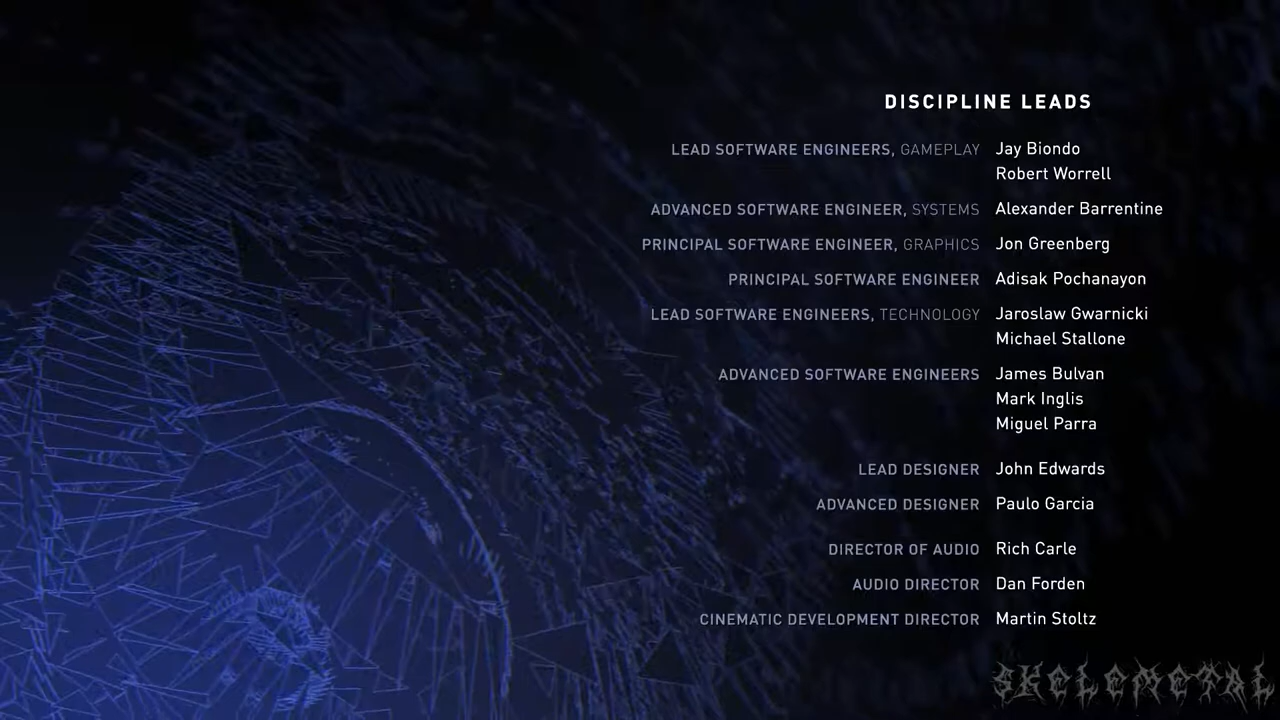 DISCIPLINE LEADS
LEAD SOFTWARE ENGINEERS, GAMEPLAY Jay Biondo
Robert Worrell
ADVANCED SOFTWARE ENGINEER, SYSTEMS Alexander Barrentine
PRINCIPAL SOFTWARE ENGINEER, GRAPHICS Jon Greenberg
PRINCIPAL SOFTWARE ENGINEER Adisak Pochanayon
LEAD SOFTWARE ENGINEERS, TECHNOLOGY Jaroslaw Gwarnicki
Michael Stallone
ADVANCED SOFTWARE ENGINEERS James Bulvan
Mark Inglis
Miguel Parra
LEAD DESIGNER John Edwards
ADVANCED DESIGNER Paulo Garcia
DIRECTOR OF AUDIO Rich Carle
AUDIO DIRECTOR Dan Forden
CINEMATIC DEVELOPMENT DIRECTOR Martin Stoltz
SKELEMETAL